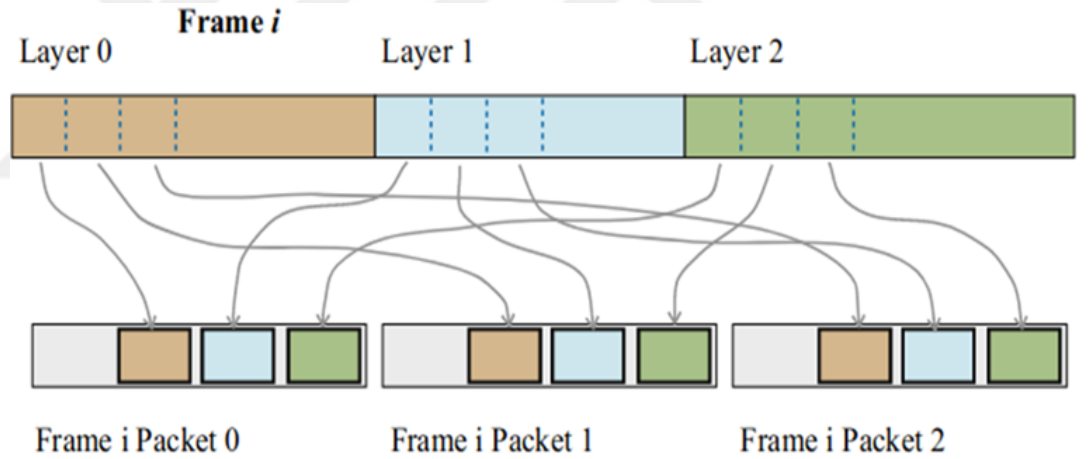 Frame i
Layer 0
Layer 1
Layer 2
Frame i Packet 0
Frame i Packet 1
Frame i Packet 2